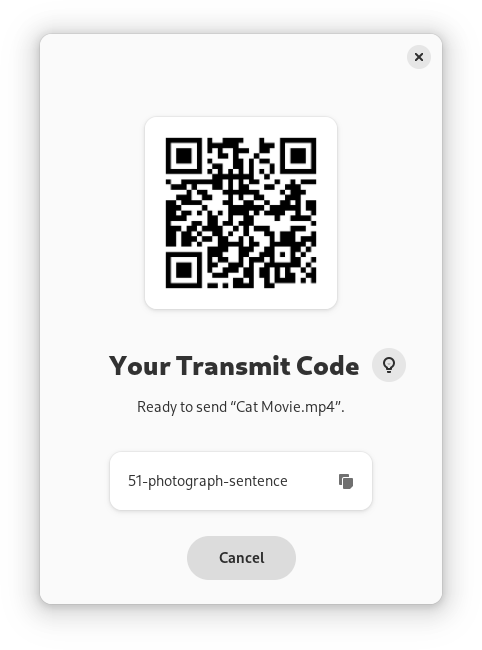 Your Transmit Code
Ready to send “Cat Movie.mp4”.
51-photograph-sentence
Cancel